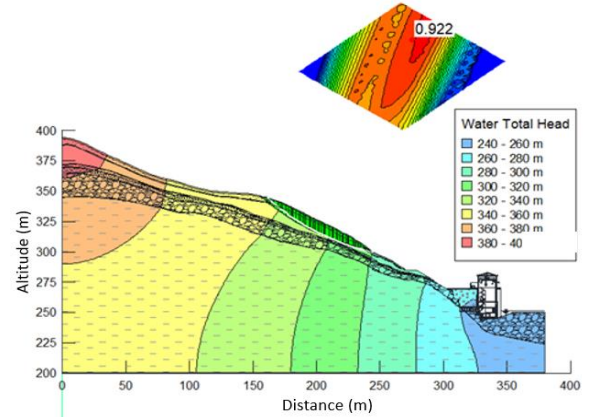 0.922
Water Total Head
240 - 260 m
260 - 280 m
280 - 300 m
300 - 320 m
320 - 340 m
340 - 360 m
360 - 380 m
380 - 40
Altitude (m)
400
375
350
325
300
275
250
225
200
0 50 100 150 200 250 300 350 400
Distance (m)